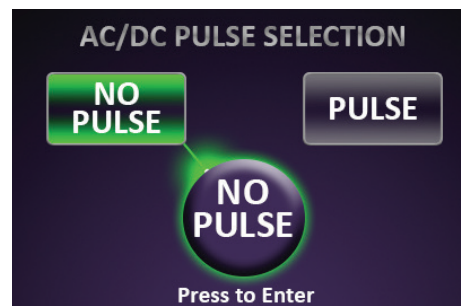 AC/DC PULSE SELECTION
NO
PULSE
PULSE
NO
PULSE
Press to Enter